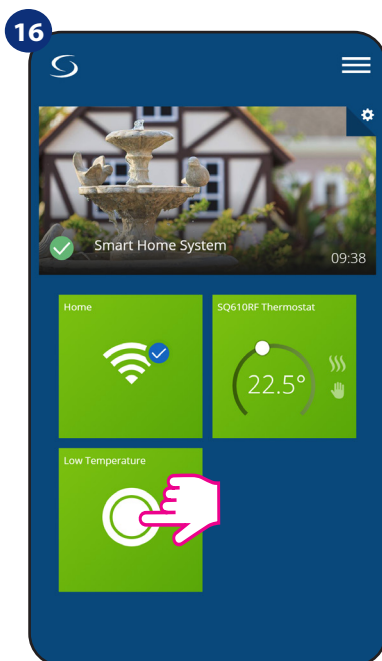 16
Smart Home System
09:38
Home
SQ610RF Thermostat
22.5°
Low Temperature